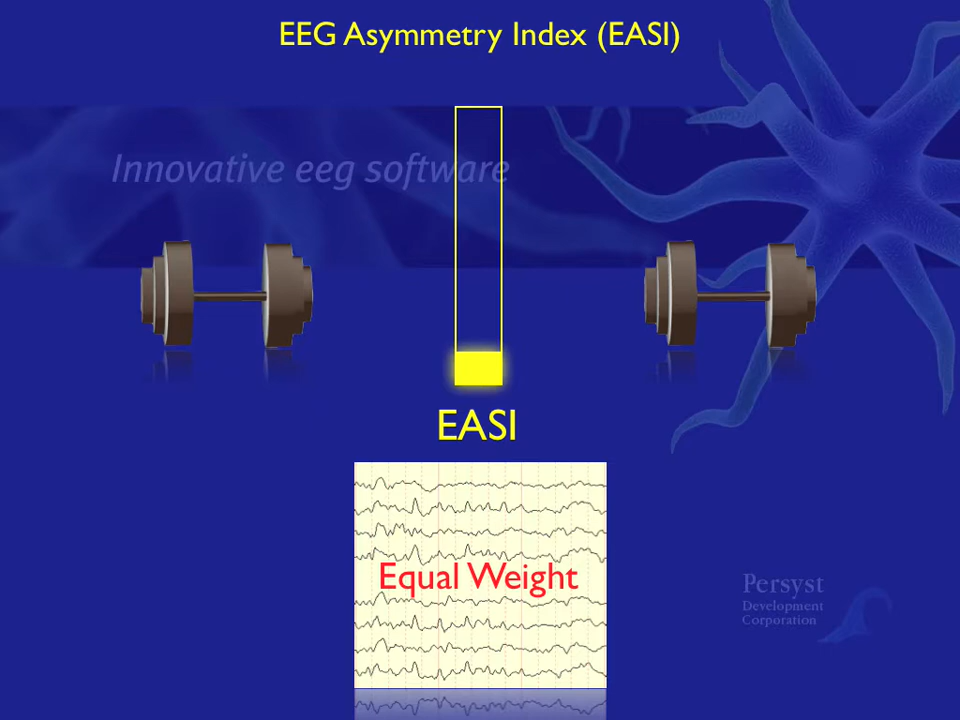 EEG Asymmetry Index (EASI)
Innovative eeg software
EASI
Equal Weight
Persyst
Development
Corporation